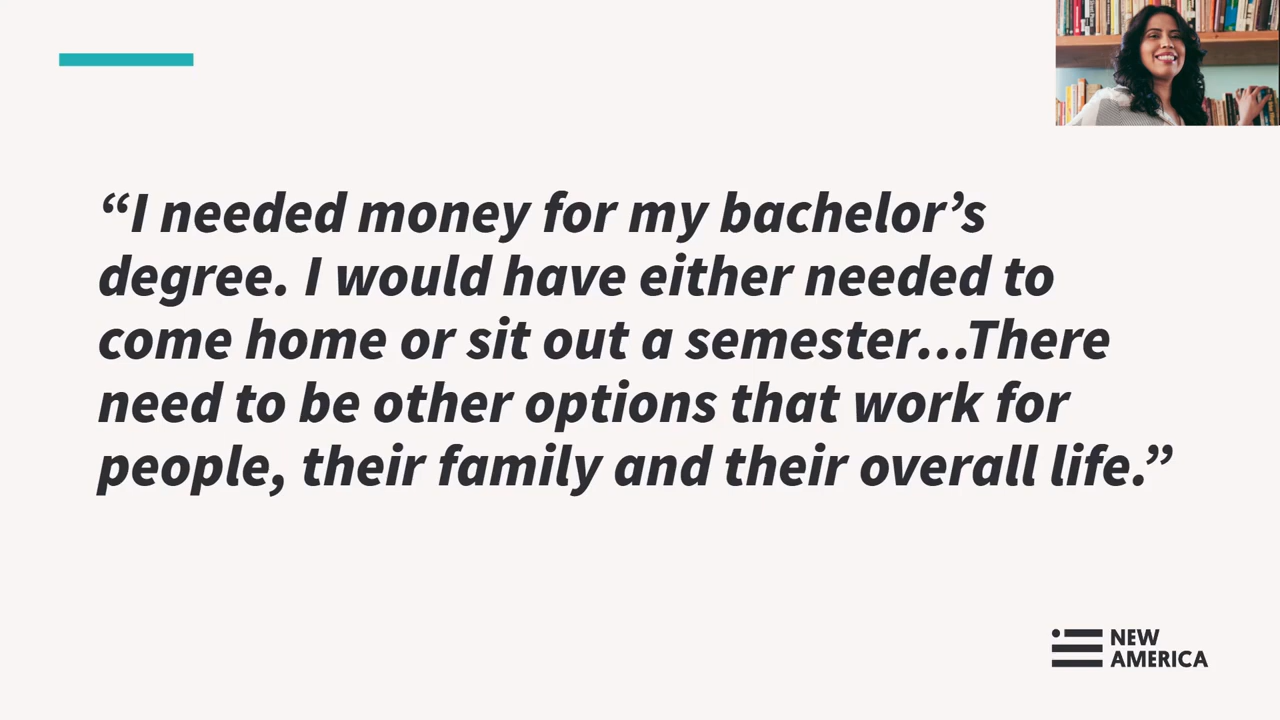 “I needed money for my bachelor’s
degree. I would have either needed to
come home or sit out a semester...There
need to be other options that work for
people, their family and their overall life.”
NEW
AMERICA